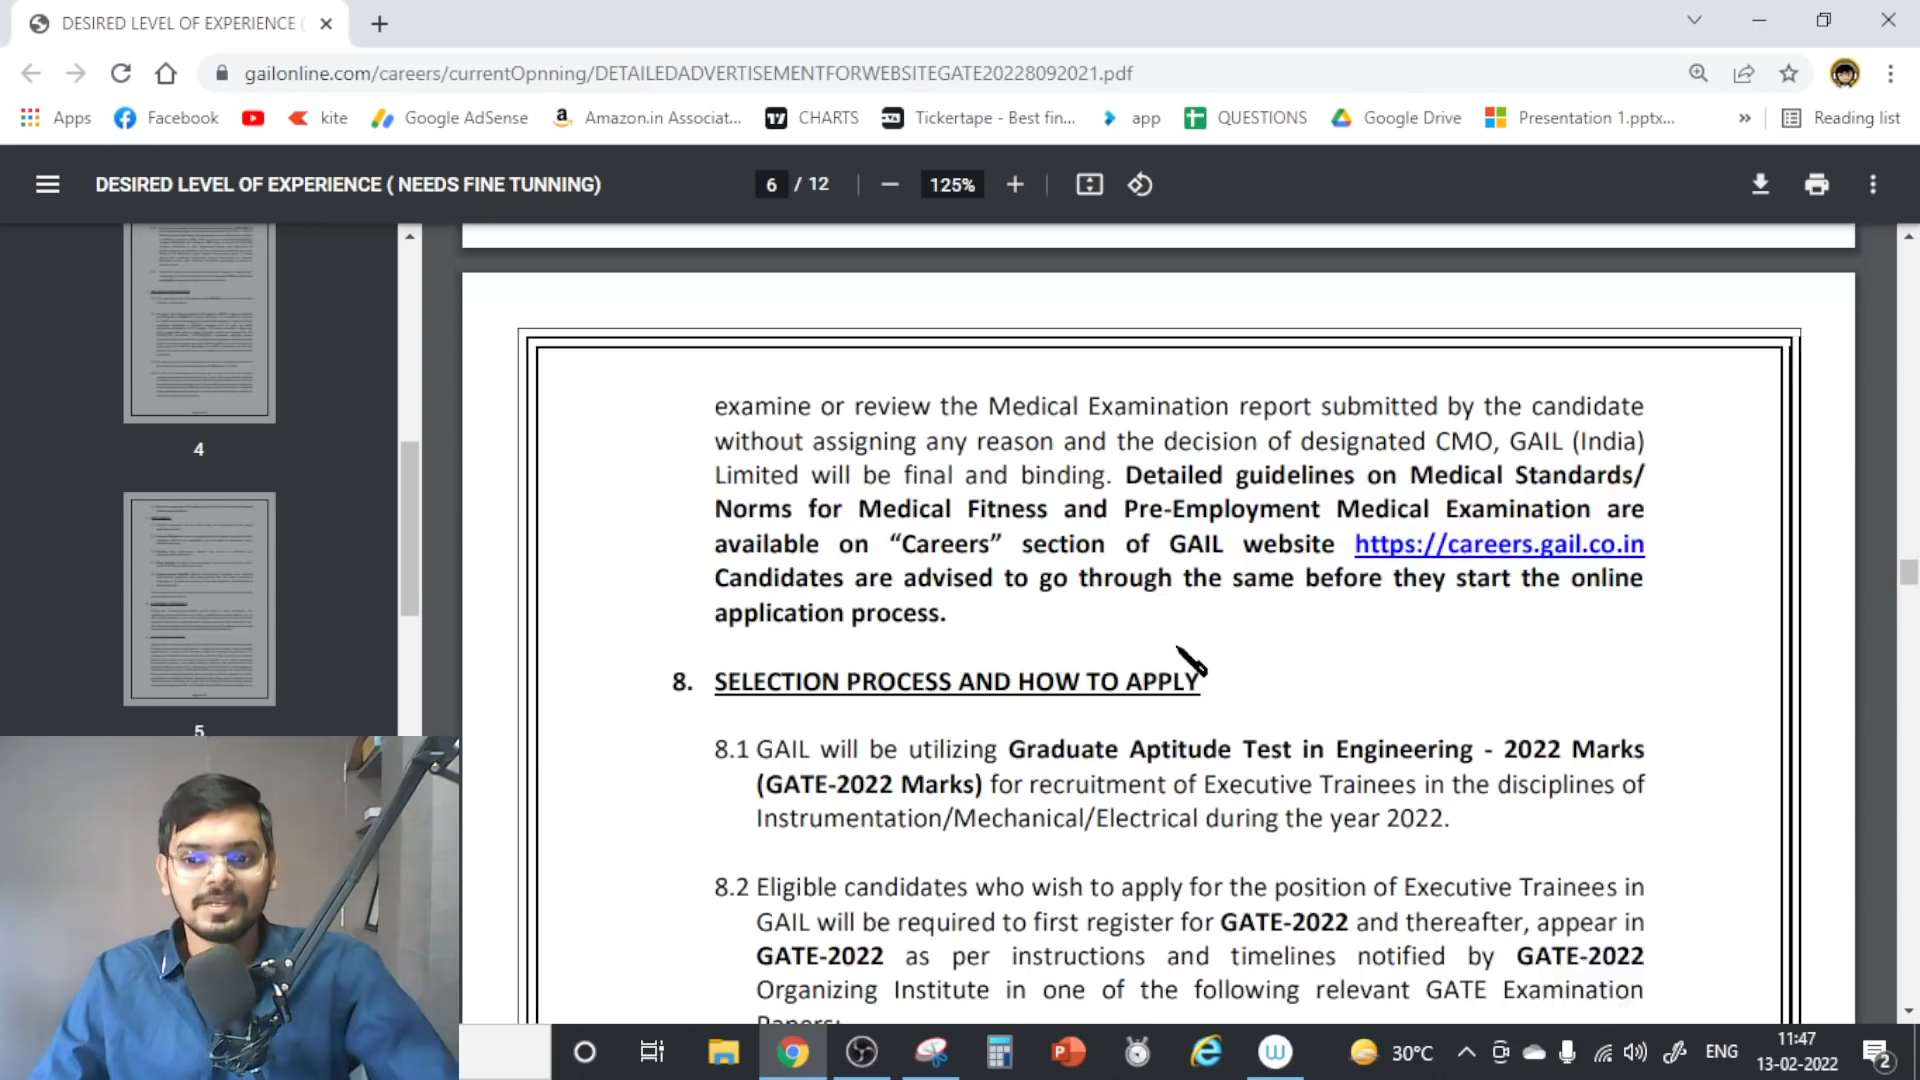 DESIRED LEVEL OF EXPERIENCE (
gailonline.com/careers/currentOpnning/DETAILEDADVERTISEMENTFORWEBSITEGATE20228092021.pdf
Apps Facebook kite Google AdSense Amazon.in Associat... CHARTS Tickertape - Best fin... app QUESTIONS Google Drive Presentation 1.pptx... » Reading list
DESIRED LEVEL OF EXPERIENCE ( NEEDS FINE TUNNING) 6 / 12 125%
4
5
examine or review the Medical Examination report submitted by the candidate
without assigning any reason and the decision of designated CMO, GAIL (India)
Limited will be final and binding. Detailed guidelines on Medical Standards/
Norms for Medical Fitness and Pre-Employment Medical Examination are
available on “Careers” section of GAIL website https://careers.gail.co.in
Candidates are advised to go through the same before they start the online
application process.
8. SELECTION PROCESS AND HOW TO APPLY
8.1 GAIL will be utilizing Graduate Aptitude Test in Engineering - 2022 Marks
(GATE-2022 Marks) for recruitment of Executive Trainees in the disciplines of
Instrumentation/Mechanical/Electrical during the year 2022.
8.2 Eligible candidates who wish to apply for the position of Executive Trainees in
GAIL will be required to first register for GATE-2022 and thereafter, appear in
GATE-2022 as per instructions and timelines notified by GATE-2022
Organizing Institute in one of the following relevant GATE Examination
Papers:-
30°C ENG 11:47
13-02-2022 2